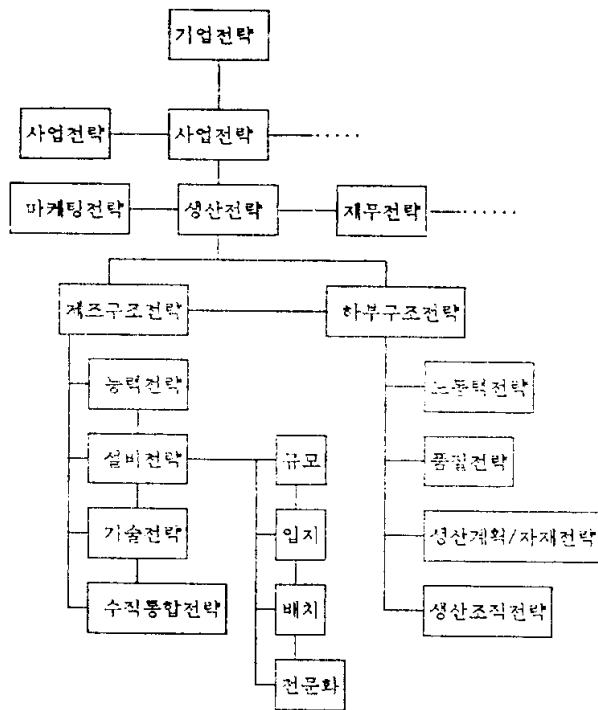 기업전략
사업전략
사업전략
마케팅전략
생산전략
재무전략
제조구조전략
하부구조전략
능력전략
노동력전략
설비전략
규모
품질전략
기술전략
입지
생산계획/자재전략
수직통합전략
배치
생산조직전략
전문화